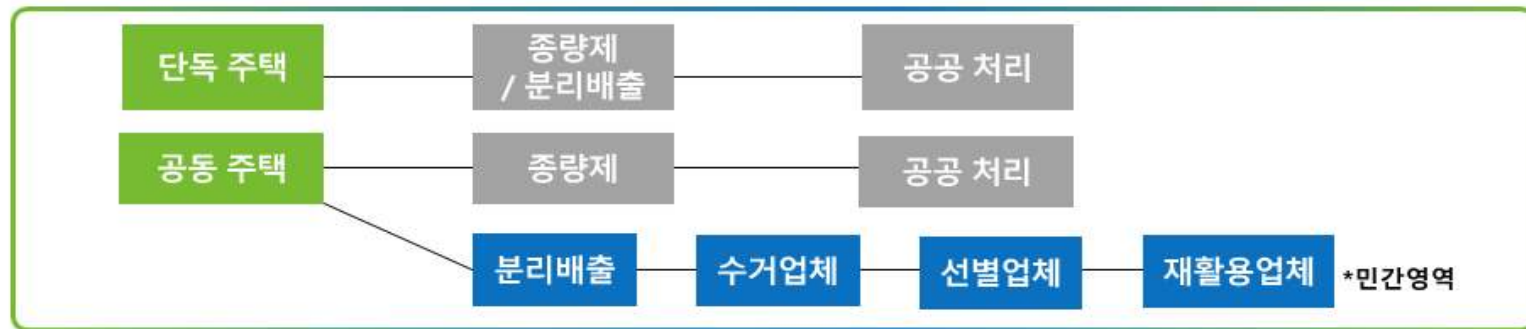 단독 주택
종량제
/ 분리배출
공공 처리
공동 주택
종량제
공공 처리
분리배출
수거업체
선별업체
재활용업체
*민간영역